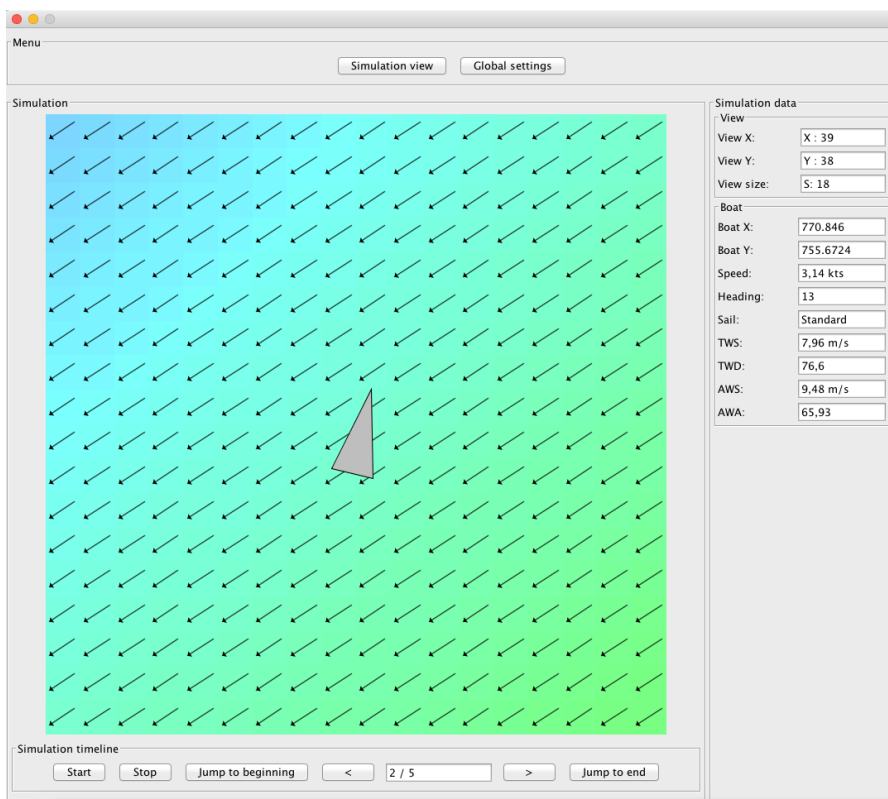 Menu
Simulation view Global settings
Simulation
Simulation data
View
View X: X : 39
View Y: Y : 38
View size: S: 18
Boat
Boat X: 770.846
Boat Y: 755.6724
Speed: 3,14 kts
Heading: 13
Sail: Standard
TWS: 7,96 m/s
TWD: 76,6
AWS: 9,48 m/s
AWA: 65,93
Simulation timeline
Start Stop Jump to beginning < 2 / 5 > Jump to end